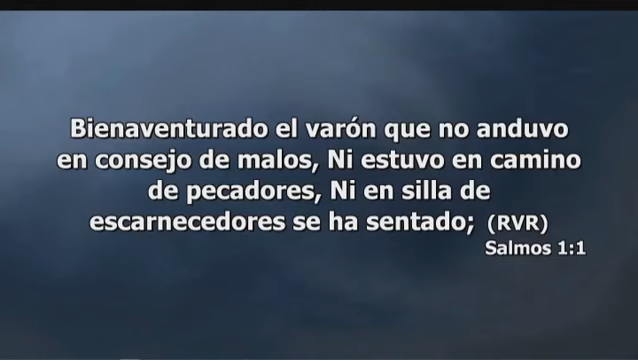 Bienaventurado el varón que no anduvo
en consejo de malos, Ni estuvo en camino
de pecadores, Ni en silla de
escarnecedores se ha sentado; (RVR)
Salmos 1:1